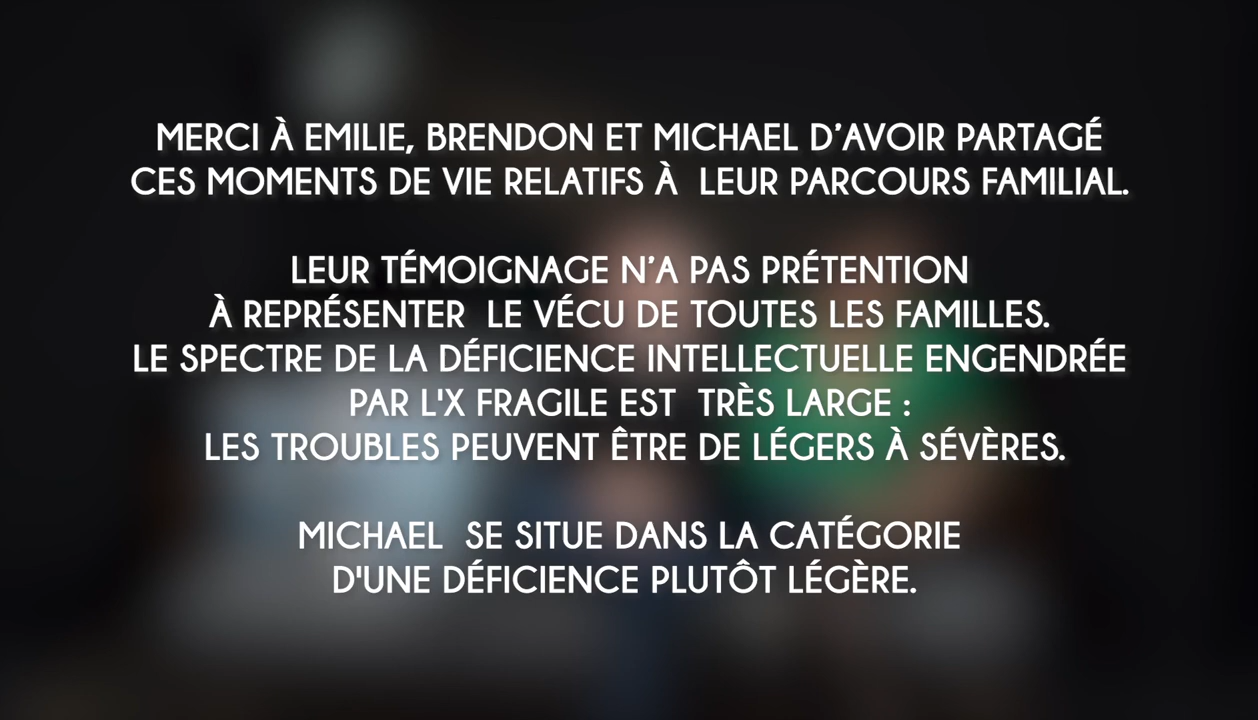 MERCI À EMILIE, BRENDON ET MICHAEL D’AVOIR PARTAGÉ
CES MOMENTS DE VIE RELATIFS À LEUR PARCOURS FAMILIAL.
LEUR TÉMOIGNAGE N’A PAS PRÉTENTION
À REPRÉSENTER LE VÉCU DE TOUTES LES FAMILLES.
LE SPECTRE DE LA DÉFICIENCE INTELLECTUELLE ENGENDRÉE
PAR L'X FRAGILE EST TRÈS LARGE :
LES TROUBLES PEUVENT ÊTRE DE LÉGERS À SÉVÈRES.
MICHAEL SE SITUE DANS LA CATÉGORIE
D'UNE DÉFICIENCE PLUTÔT LÉGÈRE.